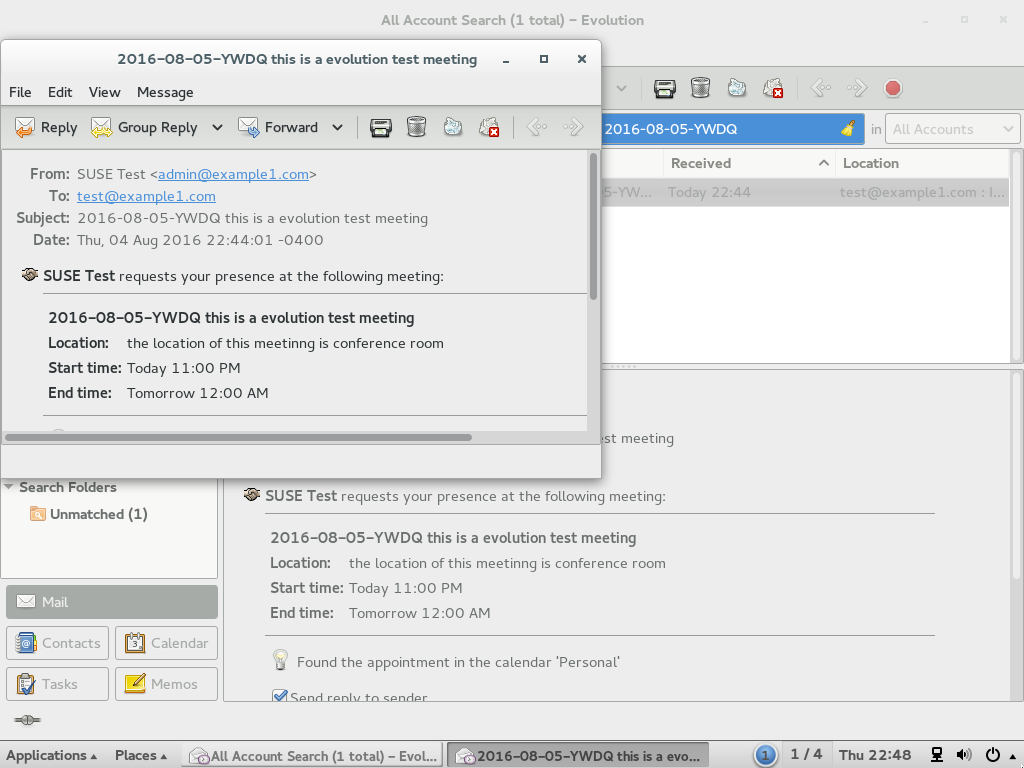 All Account Search (1 total) – Evolution
2016-08-05-YWDQ this is a evolution test meeting
File Edit View Message
Reply Group Reply Forward
2016-08-05-YWDQ in All Accounts
Received Location
5-YW... Today 22:44 test@example1.com : I...
From: SUSE Test <admin@example1.com>
To: test@example1.com
Subject: 2016-08-05-YWDQ this is a evolution test meeting
Date: Thu, 04 Aug 2016 22:44:01 -0400
SUSE Test requests your presence at the following meeting:
2016-08-05-YWDQ this is a evolution test meeting
Location: the location of this meetinng is conference room
Start time: Today 11:00 PM
End time: Tomorrow 12:00 AM
est meeting
Search Folders
Unmatched (1)
Mail
Contacts Calendar
Tasks Memos
SUSE Test requests your presence at the following meeting:
2016-08-05-YWDQ this is a evolution test meeting
Location: the location of this meetinng is conference room
Start time: Today 11:00 PM
End time: Tomorrow 12:00 AM
Found the appointment in the calendar 'Personal'
Send reply to sender
Applications Places All Account Search (1 total) – Evol... 2016-08-05-YWDQ this is a evo... 1 1 / 4 Thu 22:48